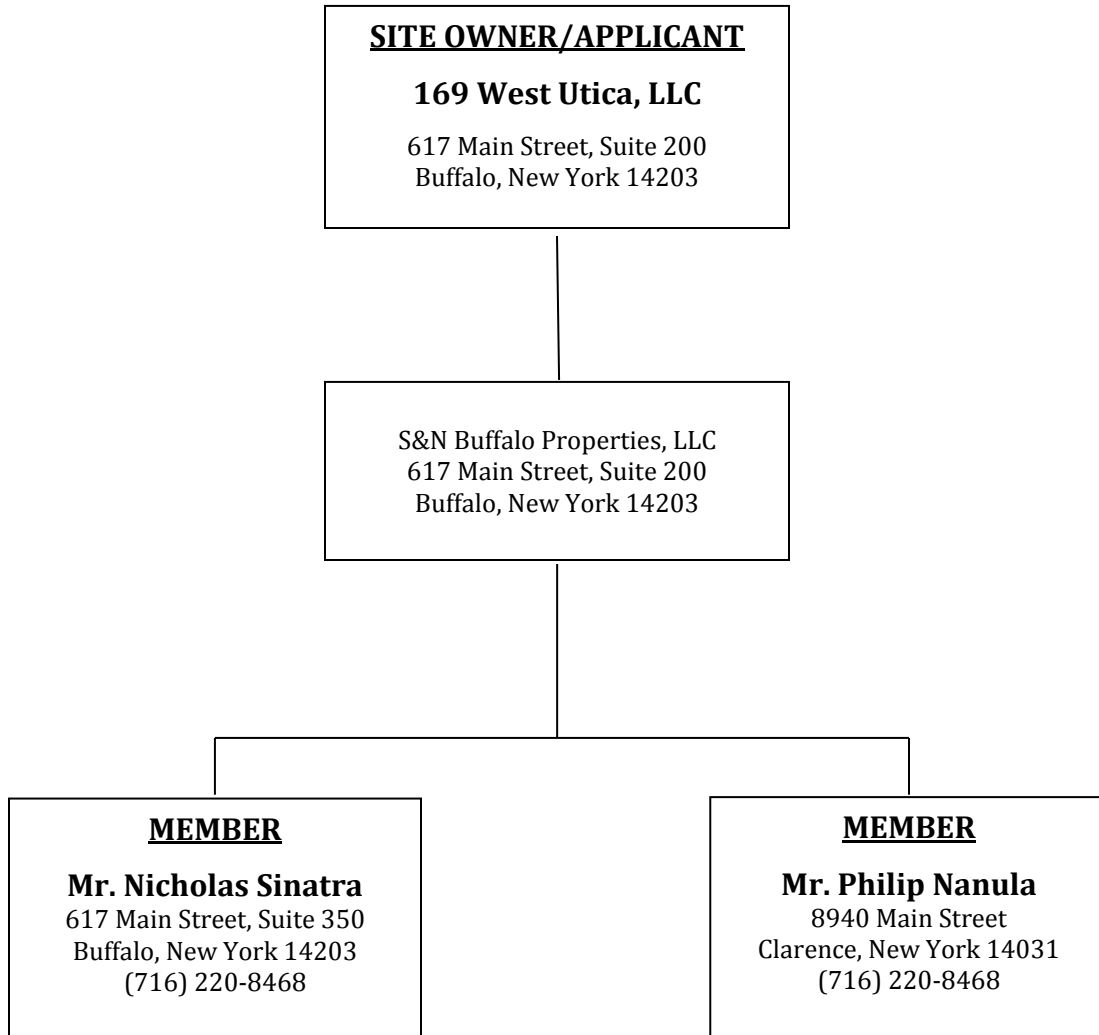 SITE OWNER/APPLICANT
169 West Utica, LLC
617 Main Street, Suite 200
Buffalo, New York 14203
S&N Buffalo Properties, LLC
617 Main Street, Suite 200
Buffalo, New York 14203
MEMBER
Mr. Nicholas Sinatra
617 Main Street, Suite 350
Buffalo, New York 14203
(716) 220-8468
MEMBER
Mr. Philip Nanula
8940 Main Street
Clarence, New York 14031
(716) 220-8468